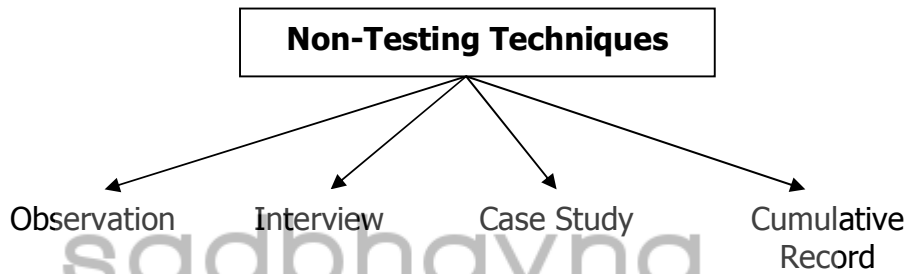 Non-Testing Techniques
Observation Interview Case Study Cumulative
Record
sadbhavna